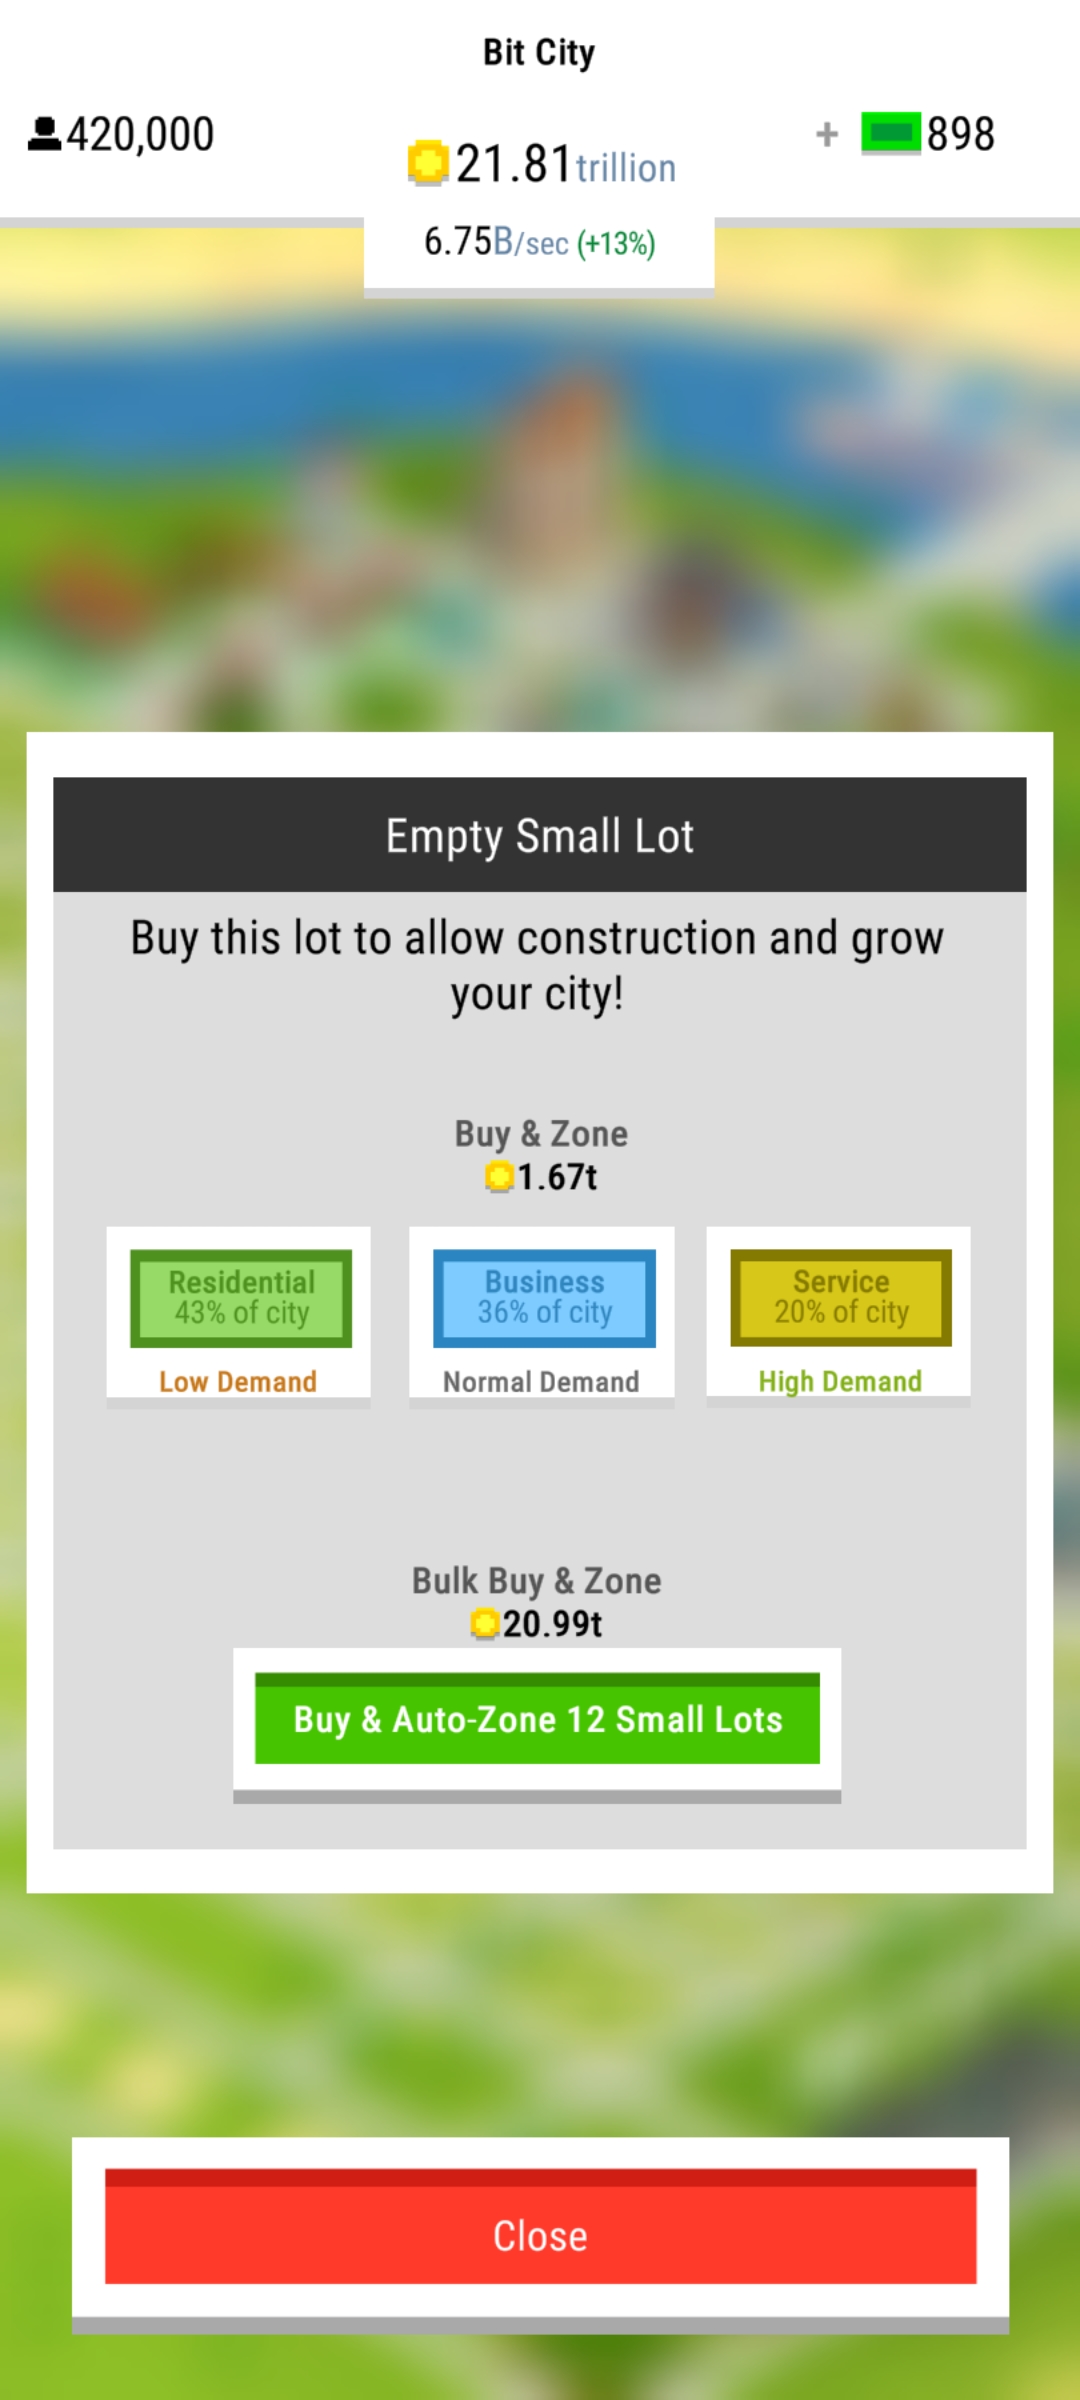 Bit City
420,000
21.81trillion
+ 898
6.75B/sec (+13%)
Empty Small Lot
Buy this lot to allow construction and grow
your city!
Buy & Zone
1.67t
Residential
43% of city
Low Demand
Business
36% of city
Normal Demand
Service
20% of city
High Demand
Bulk Buy & Zone
20.99t
Buy & Auto-Zone 12 Small Lots
Close